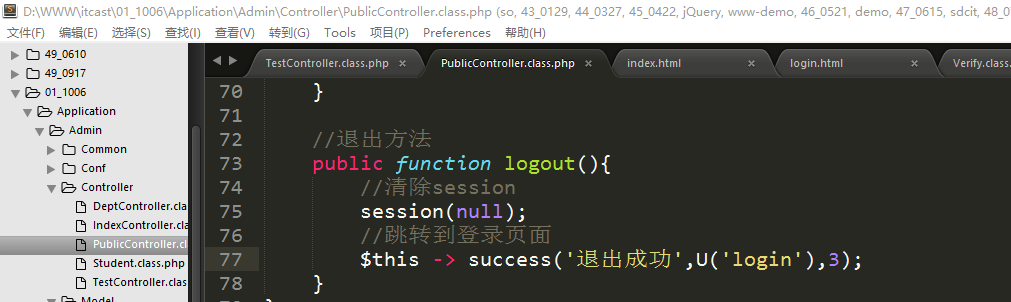 D:\WWW\itcast\01_1006\Application\Admin\Controller\PublicController.class.php (so, 43_0129, 44_0327, 45_0422, jQuery, www-demo, 46_0521, demo, 47_0615, sdcit, 48_0
文件(F) 编辑(E) 选择(S) 查找(I) 查看(V) 转到(G) Tools 项目(P) Preferences 帮助(H)
49_0610
49_0917
01_1006
Application
Admin
Common
Conf
Controller
DeptController.cla
IndexController.cla
PublicController.cl
Student.class.php
TestController.clas
Model
TestController.class.php × PublicController.class.php × index.html × login.html × Verify.class.
70 }
71
72 //退出方法
73 public function logout(){
74 //清除session
75 session(null);
76 //跳转到登录页面
77 $this -> success('退出成功',U('login'),3);
78 }